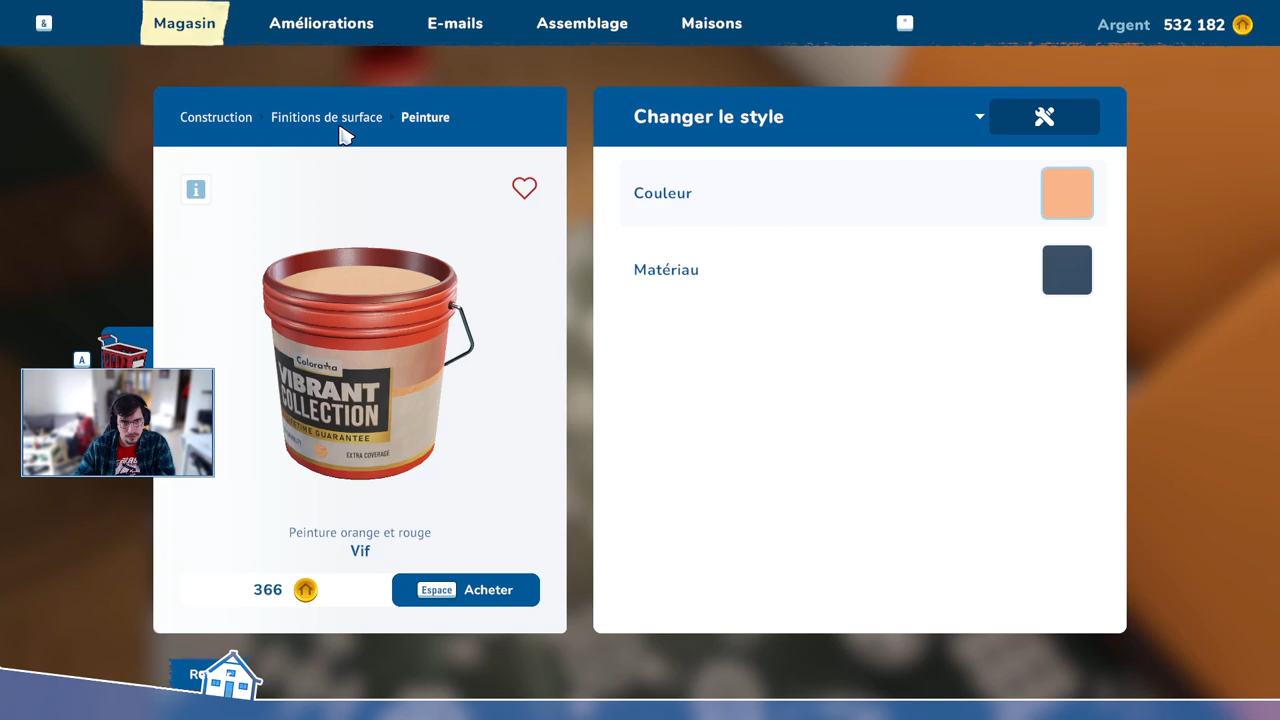 &
Magasin
Améliorations
E-mails
Assemblage
Maisons
"
Argent 532 182
Construction
Finitions de surface
Peinture
Changer le style
i
Couleur
Matériau
A
Colorama
VIBRANT
COLLECTION
LIFETIME GUARANTEE
EXTRA COVERAGE
Peinture orange et rouge
Vif
366
Espace Acheter